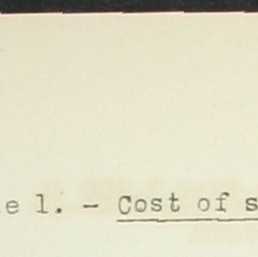 e 1. - Cost of s